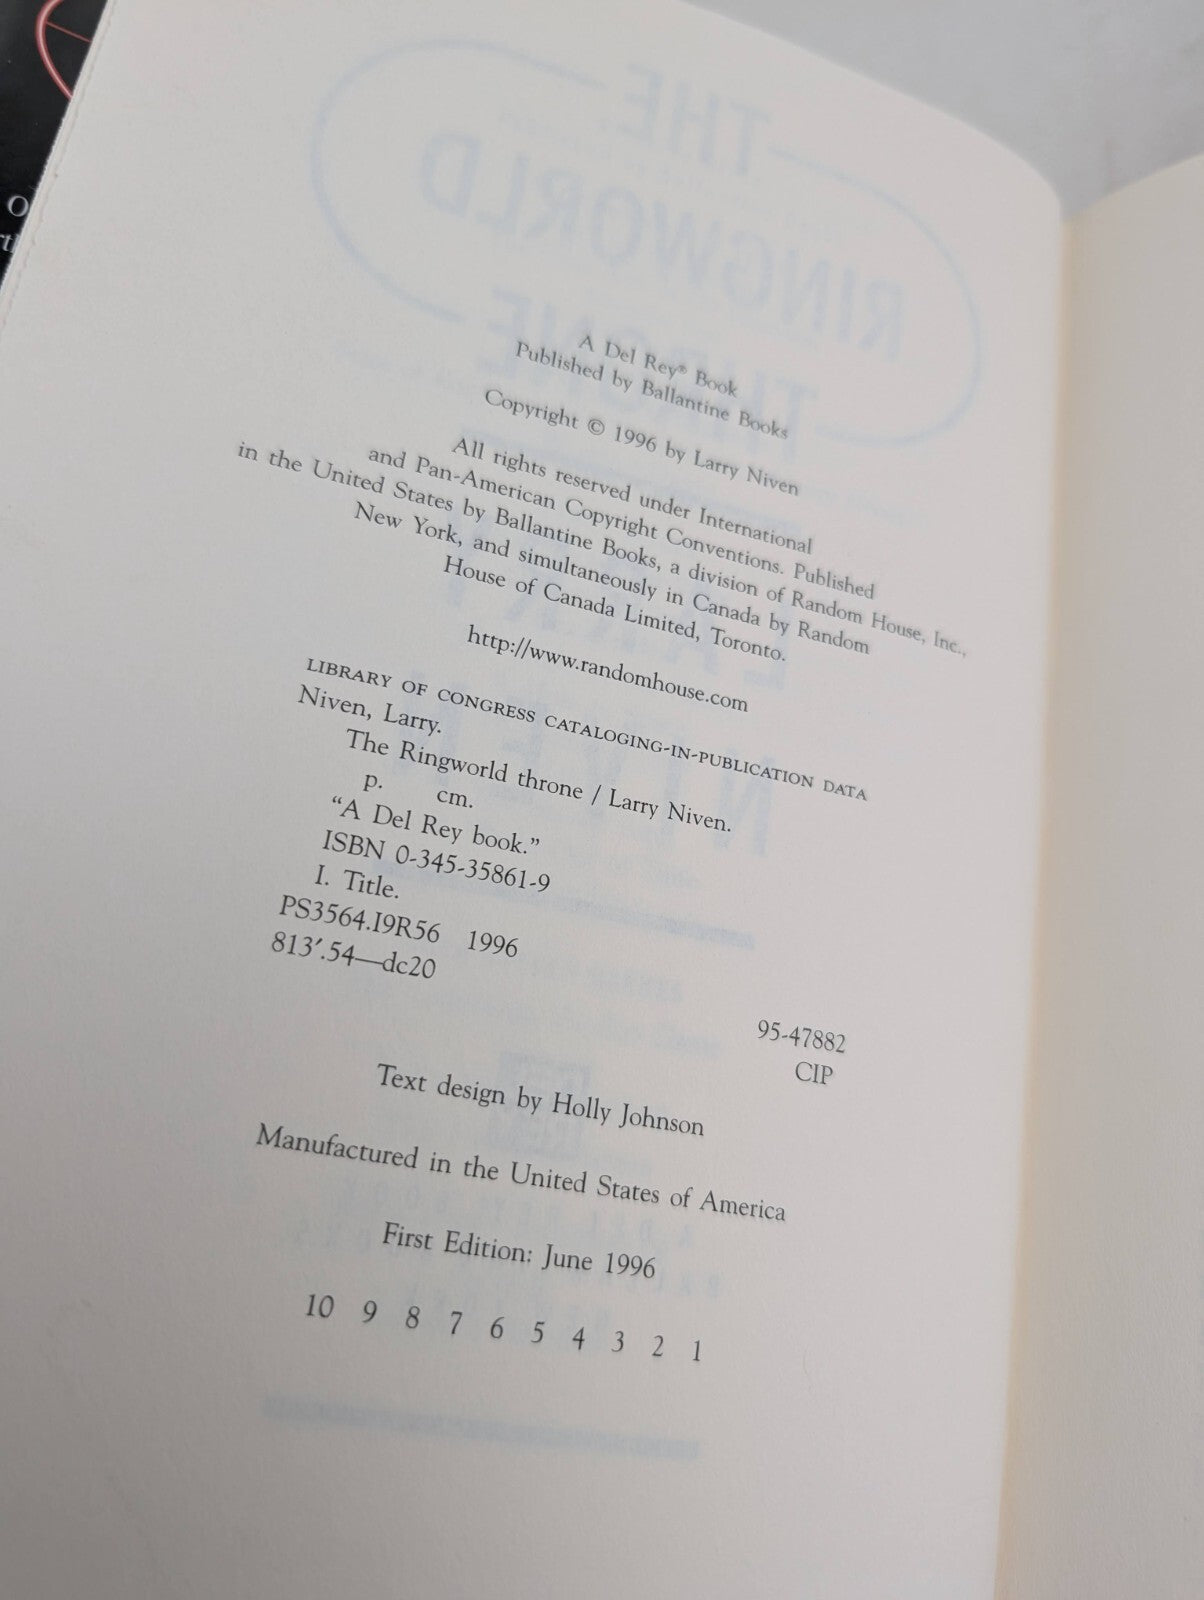 A Del Rey® Book
Published by Ballantine Books
Copyright © 1996 by Larry Niven
All rights reserved under International
and Pan-American Copyright Conventions. Published
in the United States by Ballantine Books, a division of Random House, Inc.,
New York, and simultaneously in Canada by Random
House of Canada Limited, Toronto.
http://www.randomhouse.com
LIBRARY OF CONGRESS CATALOGING-IN-PUBLICATION DATA
Niven, Larry.
The Ringworld throne / Larry Niven.
p. cm.
"A Del Rey book."
ISBN 0-345-35861-9
I. Title.
PS3564.I9R56 1996
813'.54—dc20
95-47882
CIP
Text design by Holly Johnson
Manufactured in the United States of America
First Edition: June 1996
10 9 8 7 6 5 4 3 2 1
THE
RINGWORLD
THRONE
LARRY
NIVEN